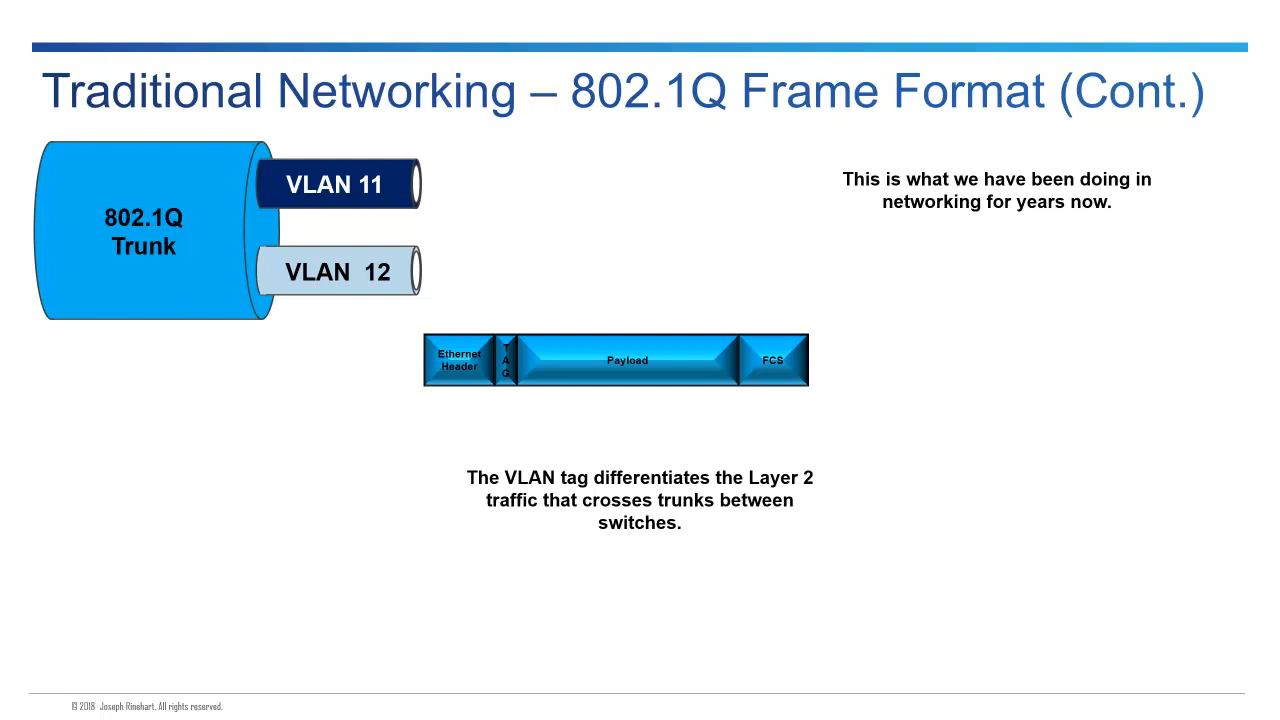 Traditional Networking – 802.1Q Frame Format (Cont.)
802.1Q
Trunk
VLAN 11
VLAN  12
This is what we have been doing in
networking for years now.
Ethernet
Header
T
A
G
Payload
FCS
The VLAN tag differentiates the Layer 2
traffic that crosses trunks between
switches.
© 2018  Joseph Rinehart. All rights reserved.